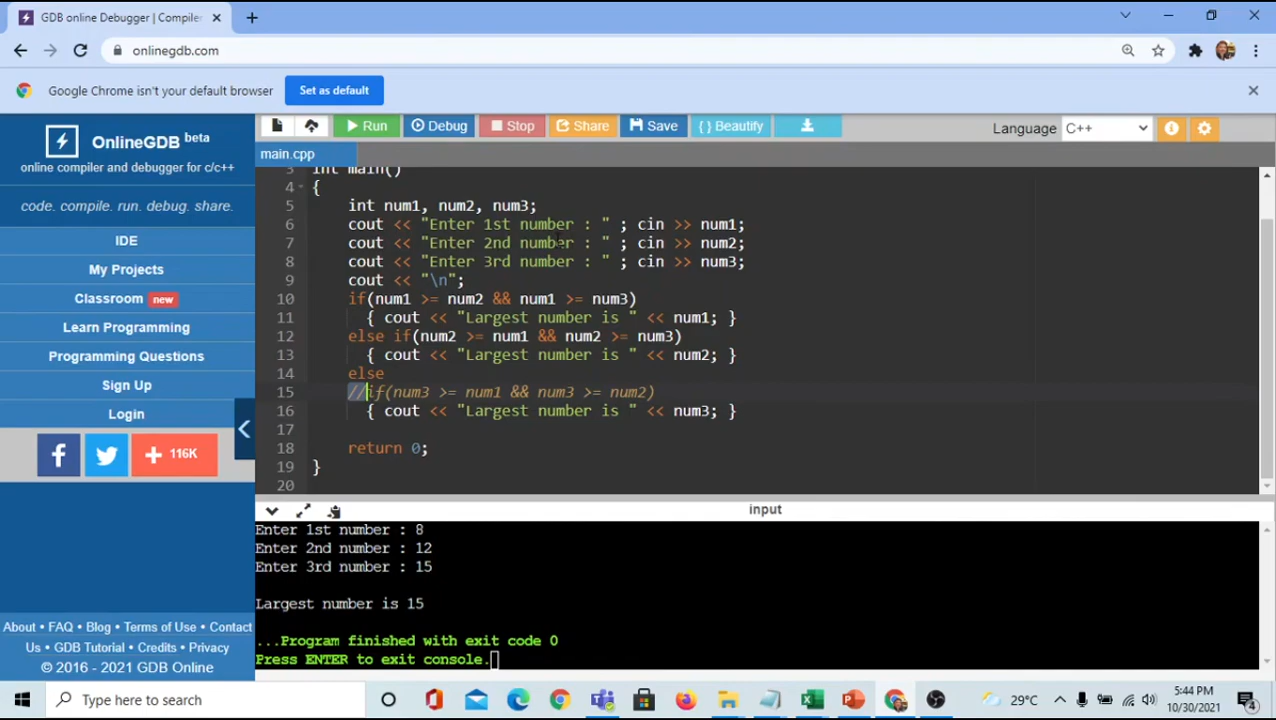 GDB online Debugger | Compiler
onlinegdb.com
Google Chrome isn't your default browser
Set as default
OnlineGDB beta
online compiler and debugger for c/c++
code. compile. run. debug. share.
IDE
My Projects
Classroom new
Learn Programming
Programming Questions
Sign Up
Login
116K
About • FAQ • Blog • Terms of Use • Contact
Us • GDB Tutorial • Credits • Privacy
© 2016 - 2021 GDB Online
Run
Debug
Stop
Share
Save
{ } Beautify
Language C++
main.cpp
3 int main()
4 {
5 int num1, num2, num3;
6 cout << "Enter 1st number : " ; cin >> num1;
7 cout << "Enter 2nd number : " ; cin >> num2;
8 cout << "Enter 3rd number : " ; cin >> num3;
9 cout << "\n";
10 if(num1 >= num2 && num1 >= num3)
11 { cout << "Largest number is " << num1; }
12 else if(num2 >= num1 && num2 >= num3)
13 { cout << "Largest number is " << num2; }
14 else
15 //if(num3 >= num1 && num3 >= num2)
16 { cout << "Largest number is " << num3; }
17
18 return 0;
19 }
20
input
Enter 1st number : 8
Enter 2nd number : 12
Enter 3rd number : 15
Largest number is 15
...Program finished with exit code 0
Press ENTER to exit console.
Type here to search
29°C
5:44 PM
10/30/2021
4